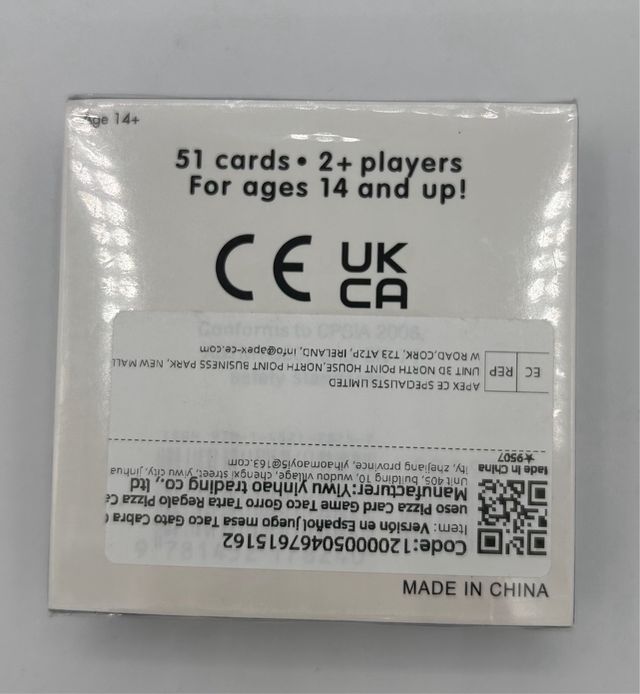 Age 14+
51 cards • 2+ players
For ages 14 and up!
CE UK
CA
Conforms to CPSIA 2008,
MADE IN CHINA
Code:12000050467615162
Item: Versión en Español juego mesa Taco Gato Cabra
ueso Pizza Card Game Taco Gorro Tarta Regalo Pizza Ca
Manufacturer:Yiwu yinhao trading co., ltd
Unit 405, building 10, wudou village, chengxi street, yiwu city, jinhua
ity, zhejiang province, yihaomaoyi5@163.com
Made In China
★9507
EC REP
APEX CE SPECIALISTS LIMITED
UNIT 3D NORTH POINT HOUSE,NORTH POINT BUSINESS PARK, NEW MALL
W ROAD,CORK, T23 AT2P, IRELAND, info@apex-ce.com